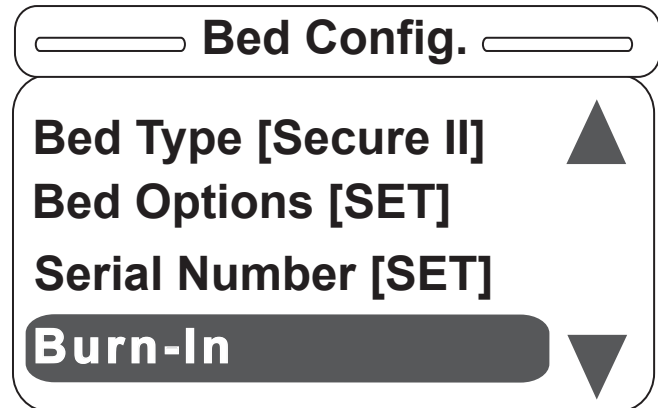 Bed Config.
Bed Type [Secure II]
Bed Options [SET]
Serial Number [SET]
Burn-In